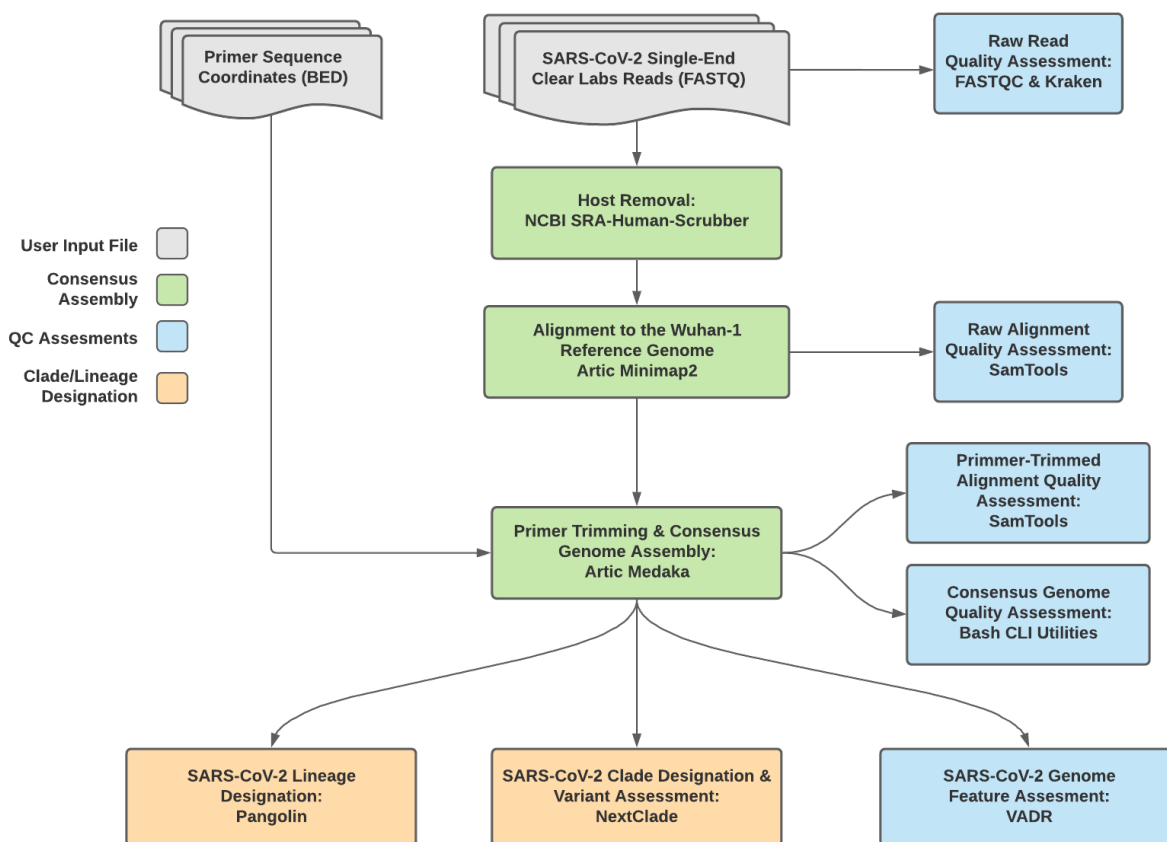 Primer Sequence
Coordinates (BED)
SARS-CoV-2 Single-End
Clear Labs Reads (FASTQ)
Raw Read
Quality Assessment:
FASTQC & Kraken
Host Removal:
NCBI SRA-Human-Scrubber
User Input File
Consensus
Assembly
QC Assesments
Clade/Lineage
Designation
Alignment to the Wuhan-1
Reference Genome
Artic Minimap2
Raw Alignment
Quality Assessment:
SamTools
Primmer-Trimmed
Alignment Quality
Assessment:
SamTools
Primer Trimming & Consensus
Genome Assembly:
Artic Medaka
Consensus Genome
Quality Assessment:
Bash CLI Utilities
SARS-CoV-2 Lineage
Designation:
Pangolin
SARS-CoV-2 Clade Designation &
Variant Assessment:
NextClade
SARS-CoV-2 Genome
Feature Assesment:
VADR